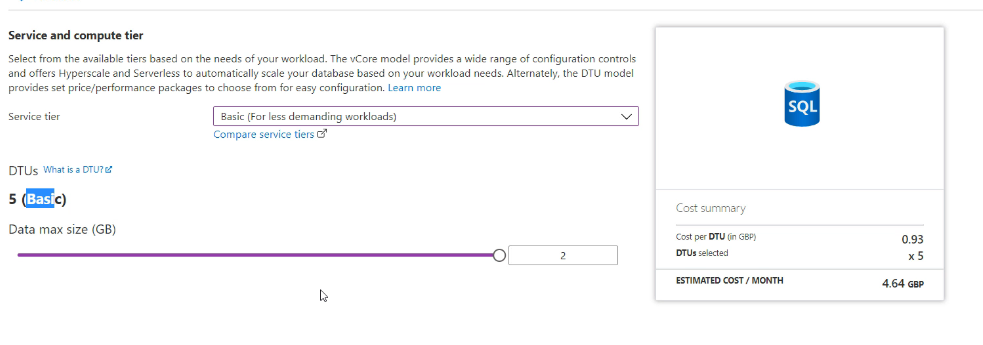 Service and compute tier
Select from the available tiers based on the needs of your workload. The vCore model provides a wide range of configuration controls
and offers Hyperscale and Serverless to automatically scale your database based on your workload needs. Alternately, the DTU model
provides set price/performance packages to choose from for easy configuration. Learn more
Service tier
Basic (For less demanding workloads)
Compare service tiers
DTUs What is a DTU?
5 (Basic)
Data max size (GB)
2
SQL
Cost summary
Cost per DTU (in GBP) 0.93
DTUs selected x 5
ESTIMATED COST / MONTH 4.64 GBP